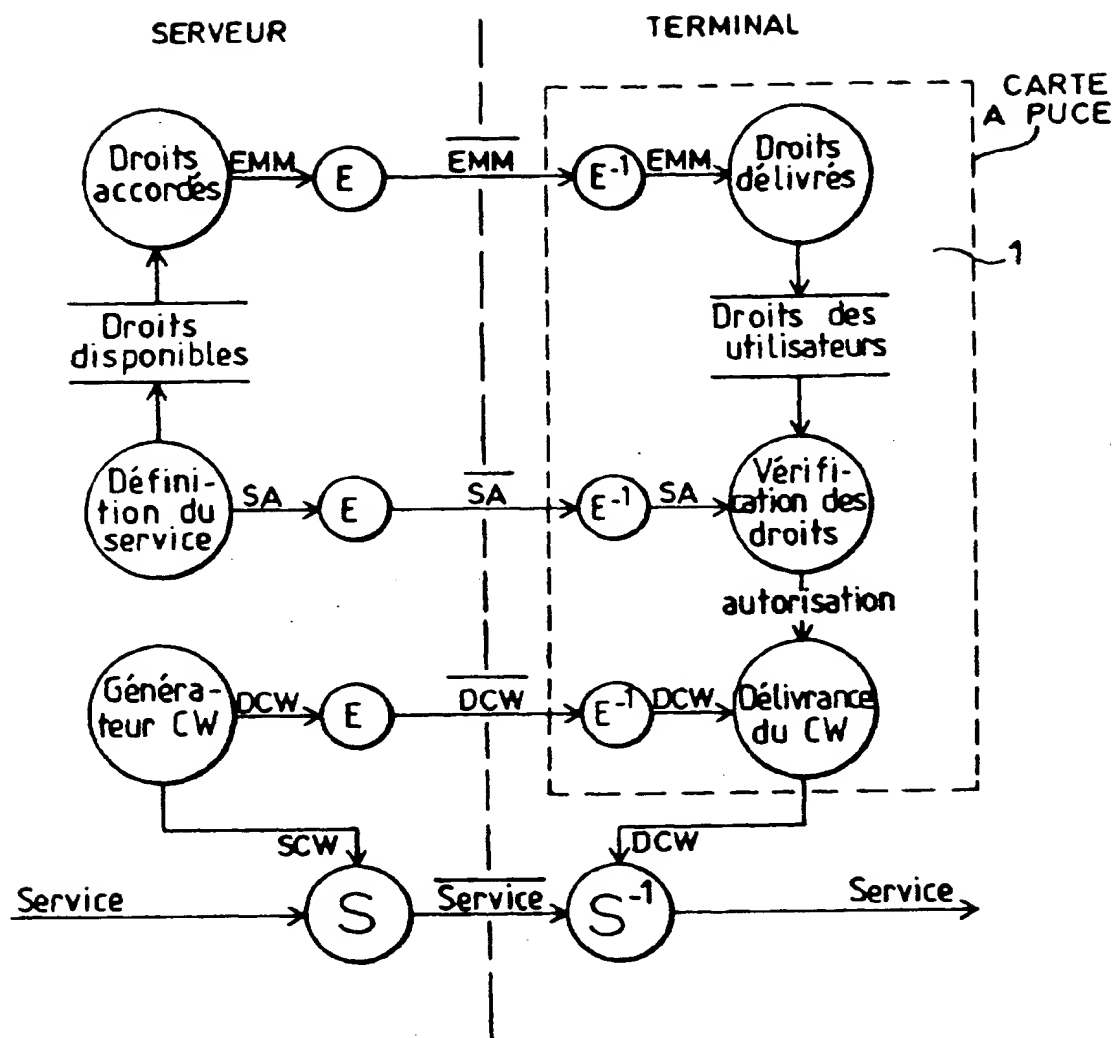 SERVEUR
TERMINAL
CARTE
A PUCE
Droits
accordés
EMM
E
EMM
E-1
EMM
Droits
délivrés
1
Droits
disponibles
Droits des
utilisateurs
Défini-
tion du
service
SA
E
SA
E-1
SA
Vérifi-
cation des
droits
autorisation
Généra-
teur CW
DCW
E
DCW
E-1
DCW
Délivrance
du CW
SCW
DCW
Service
S
Service
S-1
Service